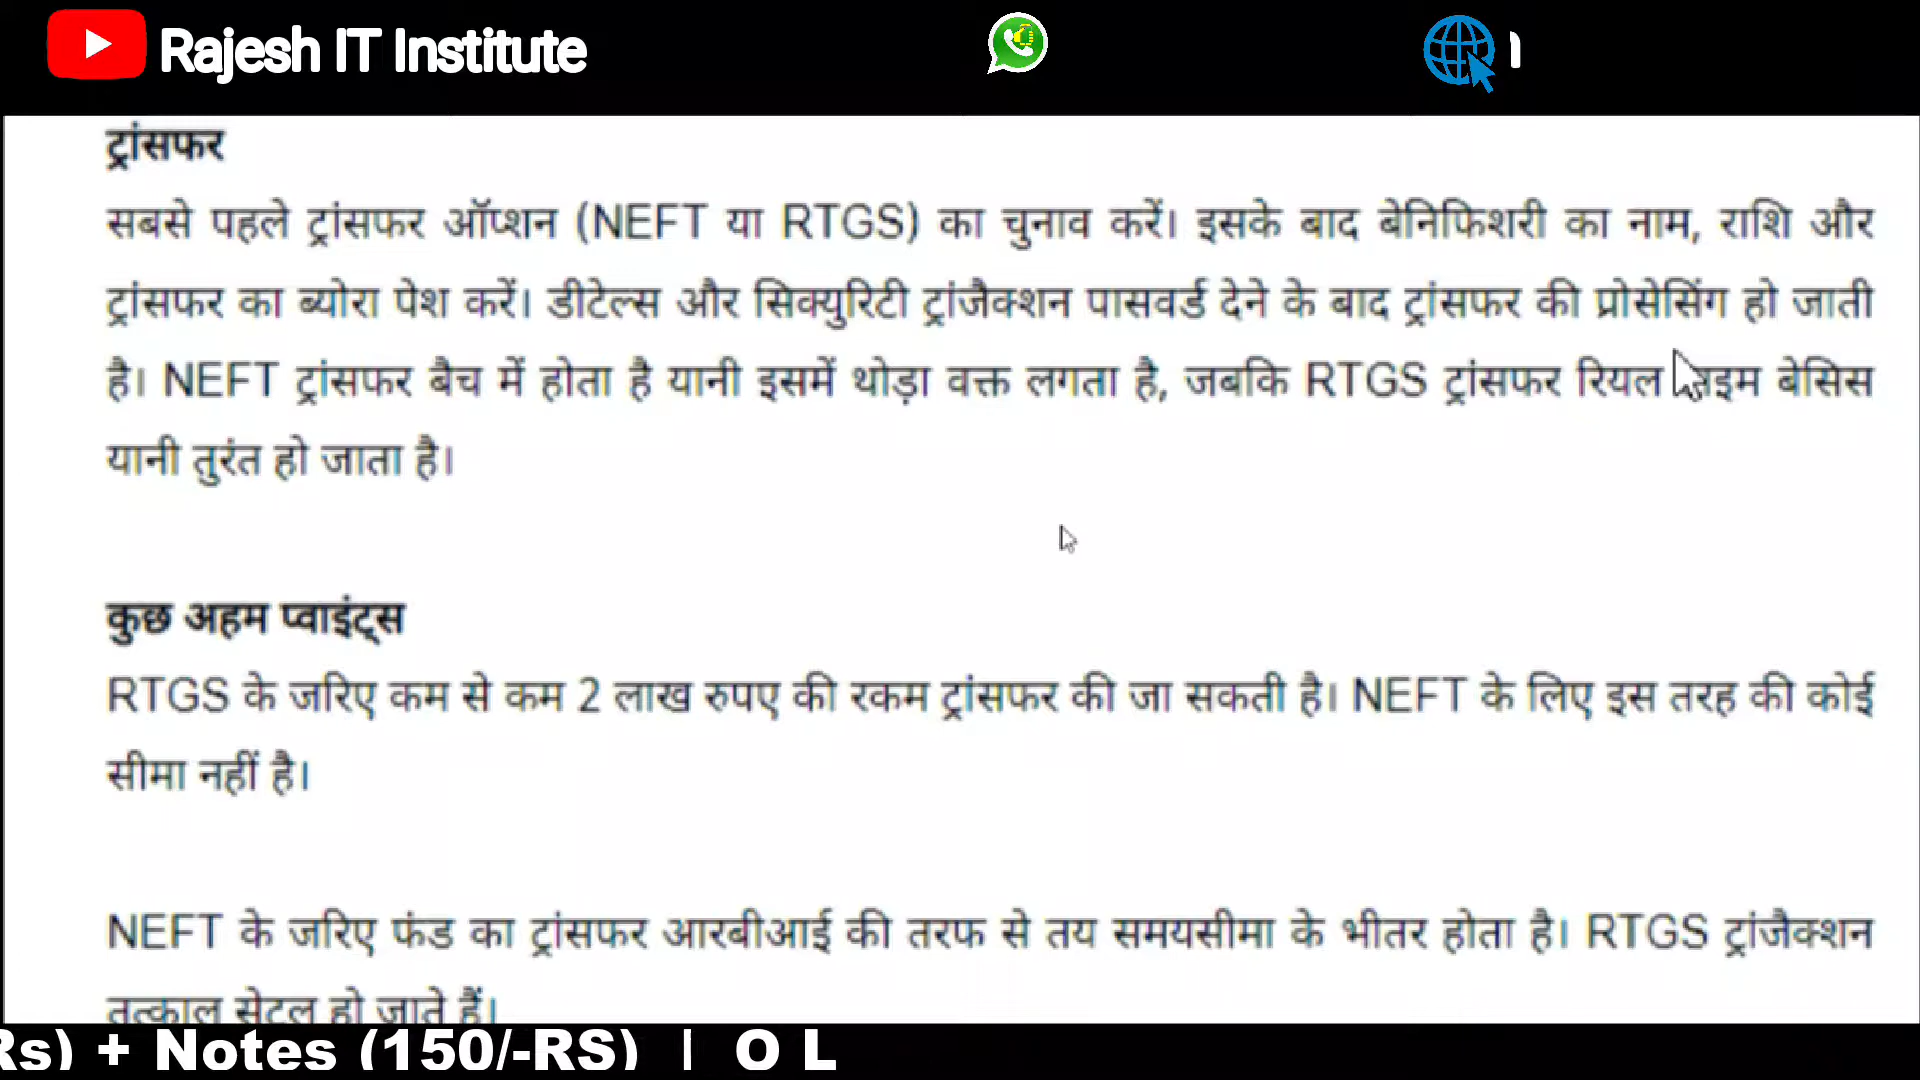 Rajesh IT Institute
ट्रांसफर
सबसे पहले ट्रांसफर ऑप्शन (NEFT या RTGS) का चुनाव करें। इसके बाद बेनिफिशरी का नाम, राशि और
ट्रांसफर का ब्योरा पेश करें। डीटेल्स और सिक्युरिटी ट्रांजैक्शन पासवर्ड देने के बाद ट्रांसफर की प्रोसेसिंग हो जाती
है। NEFT ट्रांसफर बैच में होता है यानी इसमें थोड़ा वक्त लगता है, जबकि RTGS ट्रांसफर रियल टाइम बेसिस
यानी तुरंत हो जाता है।
कुछ अहम प्वाइंट्स
RTGS के जरिए कम से कम 2 लाख रुपए की रकम ट्रांसफर की जा सकती है। NEFT के लिए इस तरह की कोई
सीमा नहीं है।
NEFT के जरिए फंड का ट्रांसफर आरबीआई की तरफ से तय समयसीमा के भीतर होता है। RTGS ट्रांजैक्शन
तत्काल सेटल हो जाते हैं।
Rs) + Notes (150/-RS) | O L